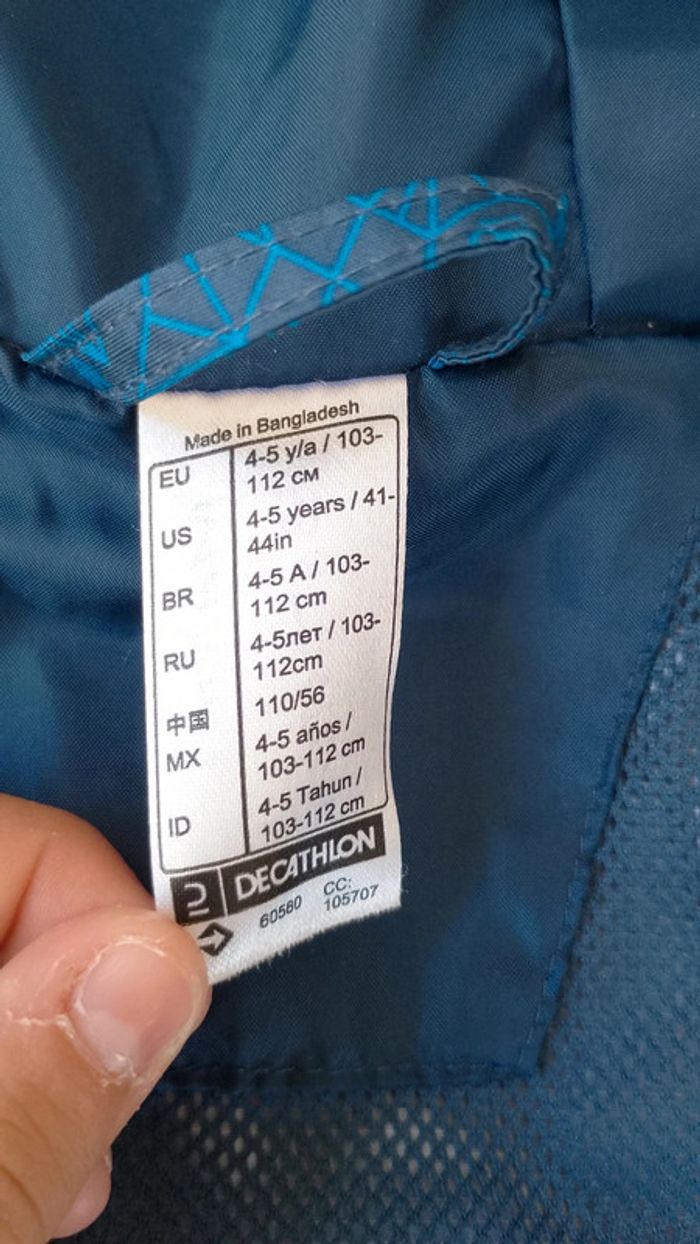 Made in Bangladesh
EU 4-5 y/a / 103-
112 см
US 4-5 years / 41-
44in
BR 4-5 A / 103-
112 cm
RU 4-5лет / 103-
112cm
中国 110/56
MX 4-5 años /
103-112 cm
ID 4-5 Tahun /
103-112 cm
DECATHLON
60580 CC:
105707